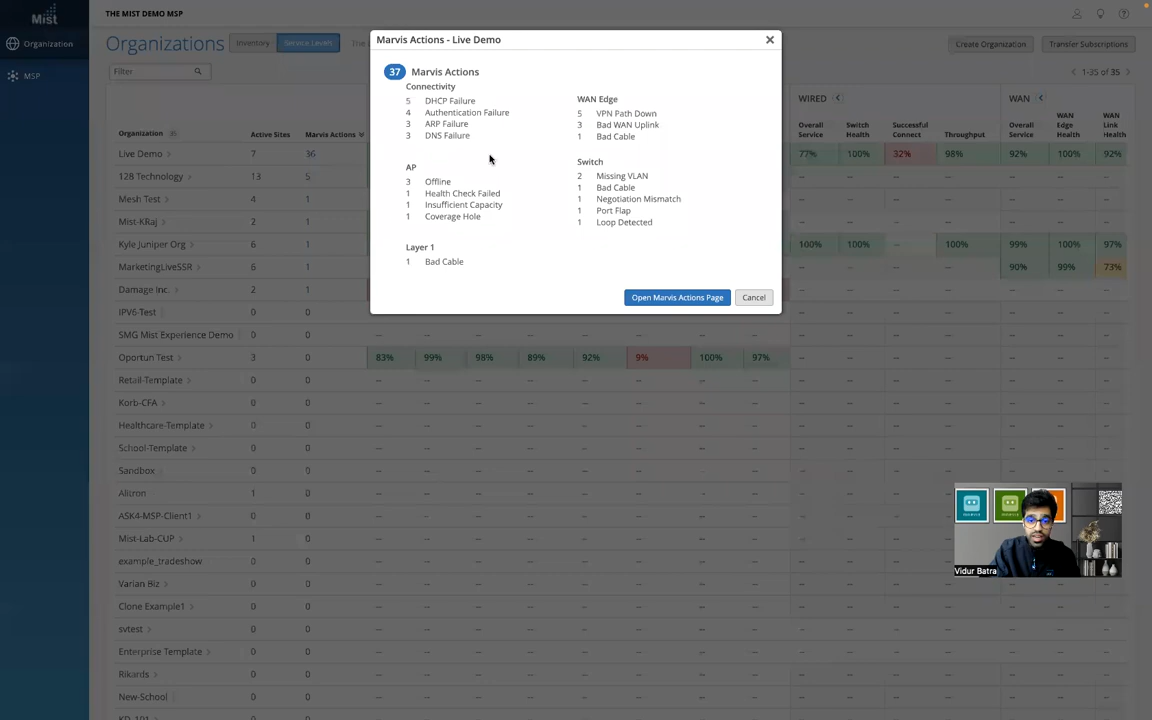 Mist
THE MIST DEMO MSP
Organization
MSP
Organizations
Inventory
Service Levels
Create Organization
Transfer Subscriptions
Filter
1-35 of 35
WIRED
WAN
Organization
Active Sites
Marvis Actions
Overall Service
Switch Health
Successful Connect
Throughput
Overall Service
WAN Edge Health
WAN Link Health
Live Demo 7 36 77% 100% 32% 98% 92% 100% 92%
128 Technology 13 5 -- -- -- -- -- -- --
Mesh Test 4 1 -- -- -- -- -- -- --
Mist-KRaj 2 1 -- -- -- -- -- -- --
Kyle Juniper Org 6 1 100% 100% -- 100% 99% 100% 97%
MarketingLiveSSR 6 1 -- -- -- -- 90% 99% 73%
Damage Inc. 2 1 -- -- -- -- -- -- --
IPV6-Test 0 0 -- -- -- -- -- -- --
SMG Mist Experience Demo 0 0 -- -- -- -- -- -- -- -- -- -- -- -- -- -- --
Oportun Test 3 0 83% 99% 98% 89% 92% 9% 100% 97% -- -- -- -- -- -- --
Retail-Template 0 0 -- -- -- -- -- -- -- -- -- -- -- -- -- -- --
Korb-CFA 0 0 -- -- -- -- -- -- -- -- -- -- -- -- -- -- --
Healthcare-Template 0 0 -- -- -- -- -- -- -- -- -- -- -- -- -- -- --
School-Template 0 0 -- -- -- -- -- -- -- -- -- -- -- -- -- -- --
Sandbox 0 0 -- -- -- -- -- -- -- -- -- -- -- -- -- -- --
Alitron 1 0 -- -- -- -- -- -- -- -- -- -- --
ASK4-MSP-Client1 0 0 -- -- -- -- -- -- -- -- -- -- --
Mist-Lab-CUP 1 0 -- -- -- -- -- -- -- -- -- -- --
example_tradeshow 0 0 -- -- -- -- -- -- -- -- -- -- --
Varian Biz 0 0 -- -- -- -- -- -- -- -- -- -- -- -- -- -- --
Clone Example1 0 0 -- -- -- -- -- -- -- -- -- -- -- -- -- -- --
svtest 0 0 -- -- -- -- -- -- -- -- -- -- -- -- -- -- --
Enterprise Template 0 0 -- -- -- -- -- -- -- -- -- -- -- -- -- -- --
Rikards 0 0 -- -- -- -- -- -- -- -- -- -- -- -- -- -- --
New-School 0 0 -- -- -- -- -- -- -- -- -- -- -- -- -- -- --
Marvis Actions - Live Demo
37 Marvis Actions
Connectivity
5 DHCP Failure
4 Authentication Failure
3 ARP Failure
3 DNS Failure
AP
3 Offline
1 Health Check Failed
1 Insufficient Capacity
1 Coverage Hole
Layer 1
1 Bad Cable
WAN Edge
5 VPN Path Down
3 Bad WAN Uplink
1 Bad Cable
Switch
2 Missing VLAN
1 Bad Cable
1 Negotiation Mismatch
1 Port Flap
1 Loop Detected
Open Marvis Actions Page
Cancel
Vidur Batra